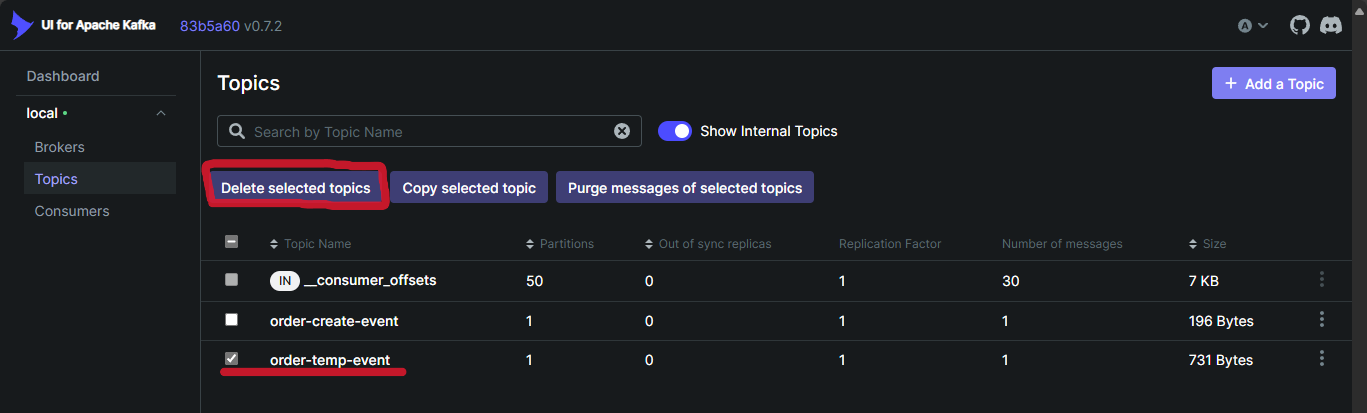 UI for Apache Kafka 83b5a60 v0.7.2 A
Dashboard
local
Brokers
Topics
Consumers
Topics
+ Add a Topic
Search by Topic Name
Show Internal Topics
Delete selected topics Copy selected topic Purge messages of selected topics
Topic Name Partitions Out of sync replicas Replication Factor Number of messages Size
IN __consumer_offsets 50 0 1 30 7 KB
order-create-event 1 0 1 1 196 Bytes
order-temp-event 1 0 1 1 731 Bytes